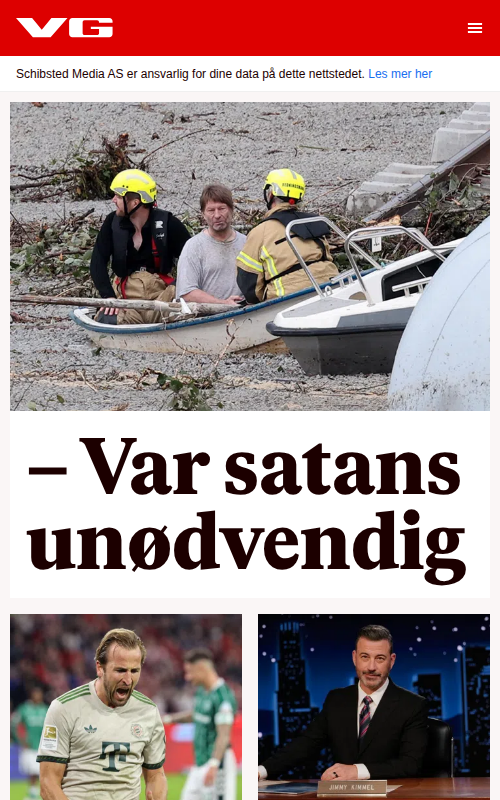 VG
Schibsted Media AS er ansvarlig for dine data på dette nettstedet. Les mer her
– Var satans
unødvendig
T
JIMMY KIMMEL